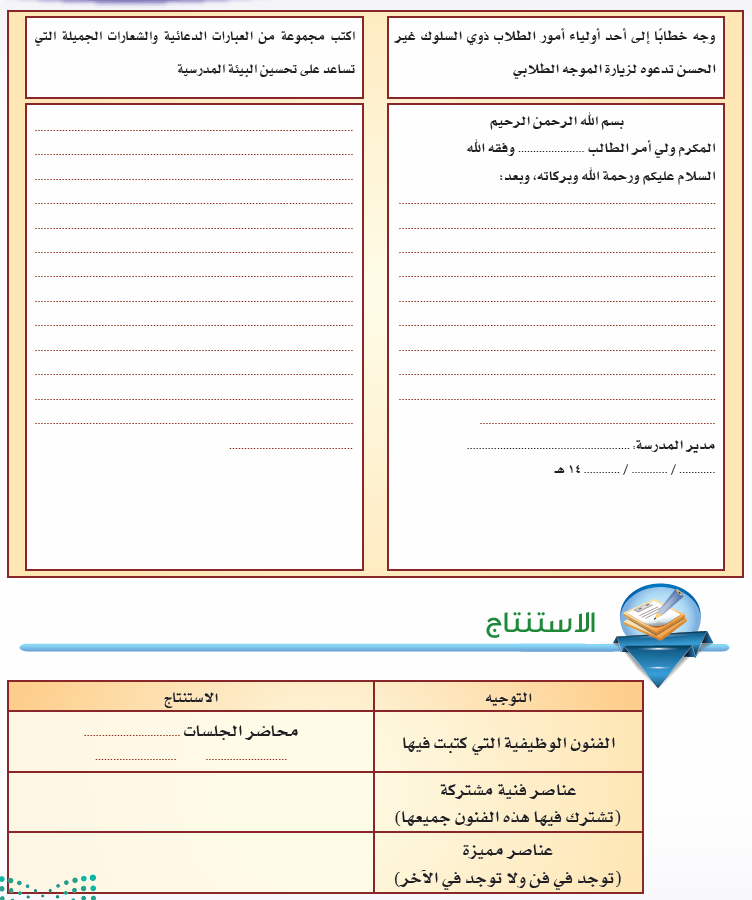 وجه خطابًا إلى أحد أولياء أمور الطلاب ذوي السلوك غير
الحسن تدعوه لزيارة الموجه الطلابي
بسم الله الرحمن الرحيم
المكرم ولي أمر الطالب ...................... وفقه الله
السلام عليكم ورحمة الله وبركاته، وبعد:
مدير المدرسة: ......................................................
............ / ............ / ............ ١٤ هـ
اكتب مجموعة من العبارات الدعائية والشعارات الجميلة التي
تساعد على تحسين البيئة المدرسية
الاستنتاج
التوجيه الاستنتاج
الفنون الوظيفية التي كتبت فيها
محاضر الجلسات ................................
........................... ...........................
عناصر فنية مشتركة
(تشترك فيها هذه الفنون جميعها)
عناصر مميزة
(توجد في فن ولا توجد في الآخر)